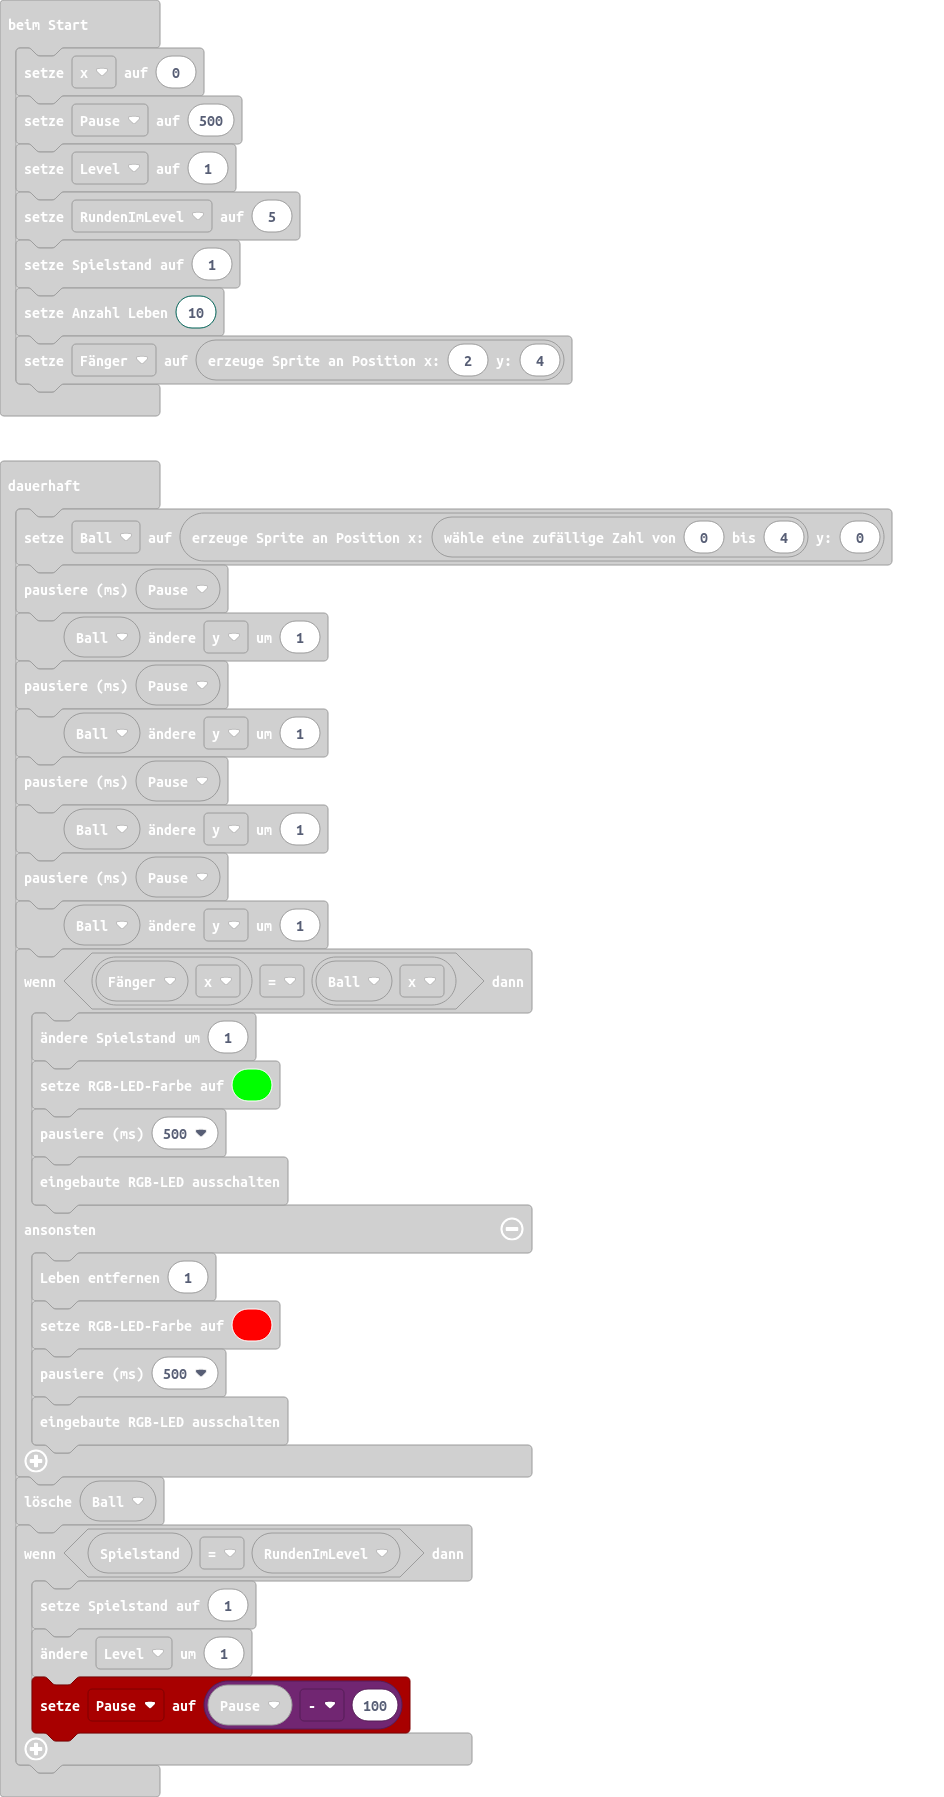 beim Start
setze x auf 0
setze Pause auf 500
setze Level auf 1
setze RundenImLevel auf 5
setze Spielstand auf 1
setze Anzahl Leben 10
setze Fänger auf erzeuge Sprite an Position x: 2 y: 4
dauerhaft
setze Ball auf erzeuge Sprite an Position x: wähle eine zufällige Zahl von 0 bis 4 y: 0
pausiere (ms) Pause
Ball ändere y um 1
pausiere (ms) Pause
Ball ändere y um 1
pausiere (ms) Pause
Ball ändere y um 1
pausiere (ms) Pause
Ball ändere y um 1
wenn Fänger x = Ball x dann
ändere Spielstand um 1
setze RGB-LED-Farbe auf
pausiere (ms) 500
eingebaute RGB-LED ausschalten
ansonsten
Leben entfernen 1
setze RGB-LED-Farbe auf
pausiere (ms) 500
eingebaute RGB-LED ausschalten
lösche Ball
wenn Spielstand = RundenImLevel dann
setze Spielstand auf 1
ändere Level um 1
setze Pause auf Pause - 100